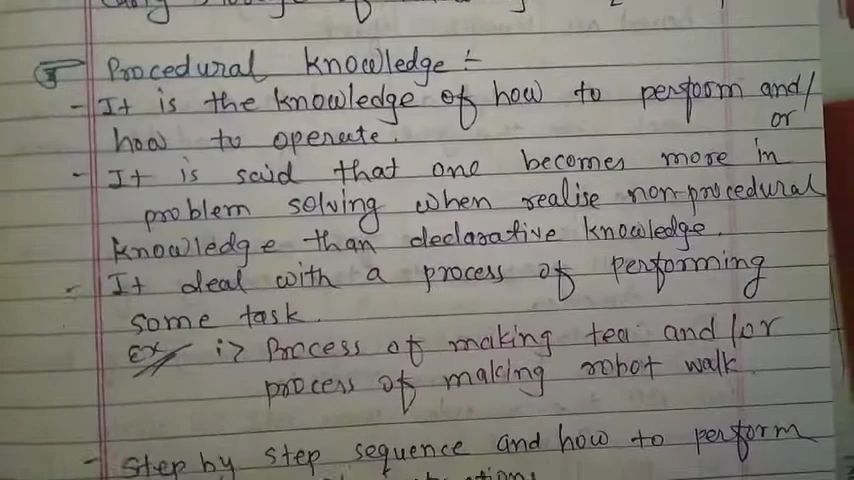 Procedural knowledge :-
- It is the knowledge of how to perform and/
or
how to operate.
- It is said that one becomes more in
problem solving when realise non-procedural
knowledge than declarative knowledge.
- It deal with a process of performing
some task.
Ex i> Process of making tea and/or
process of making robot walk.
- Step by step sequence and how to perform